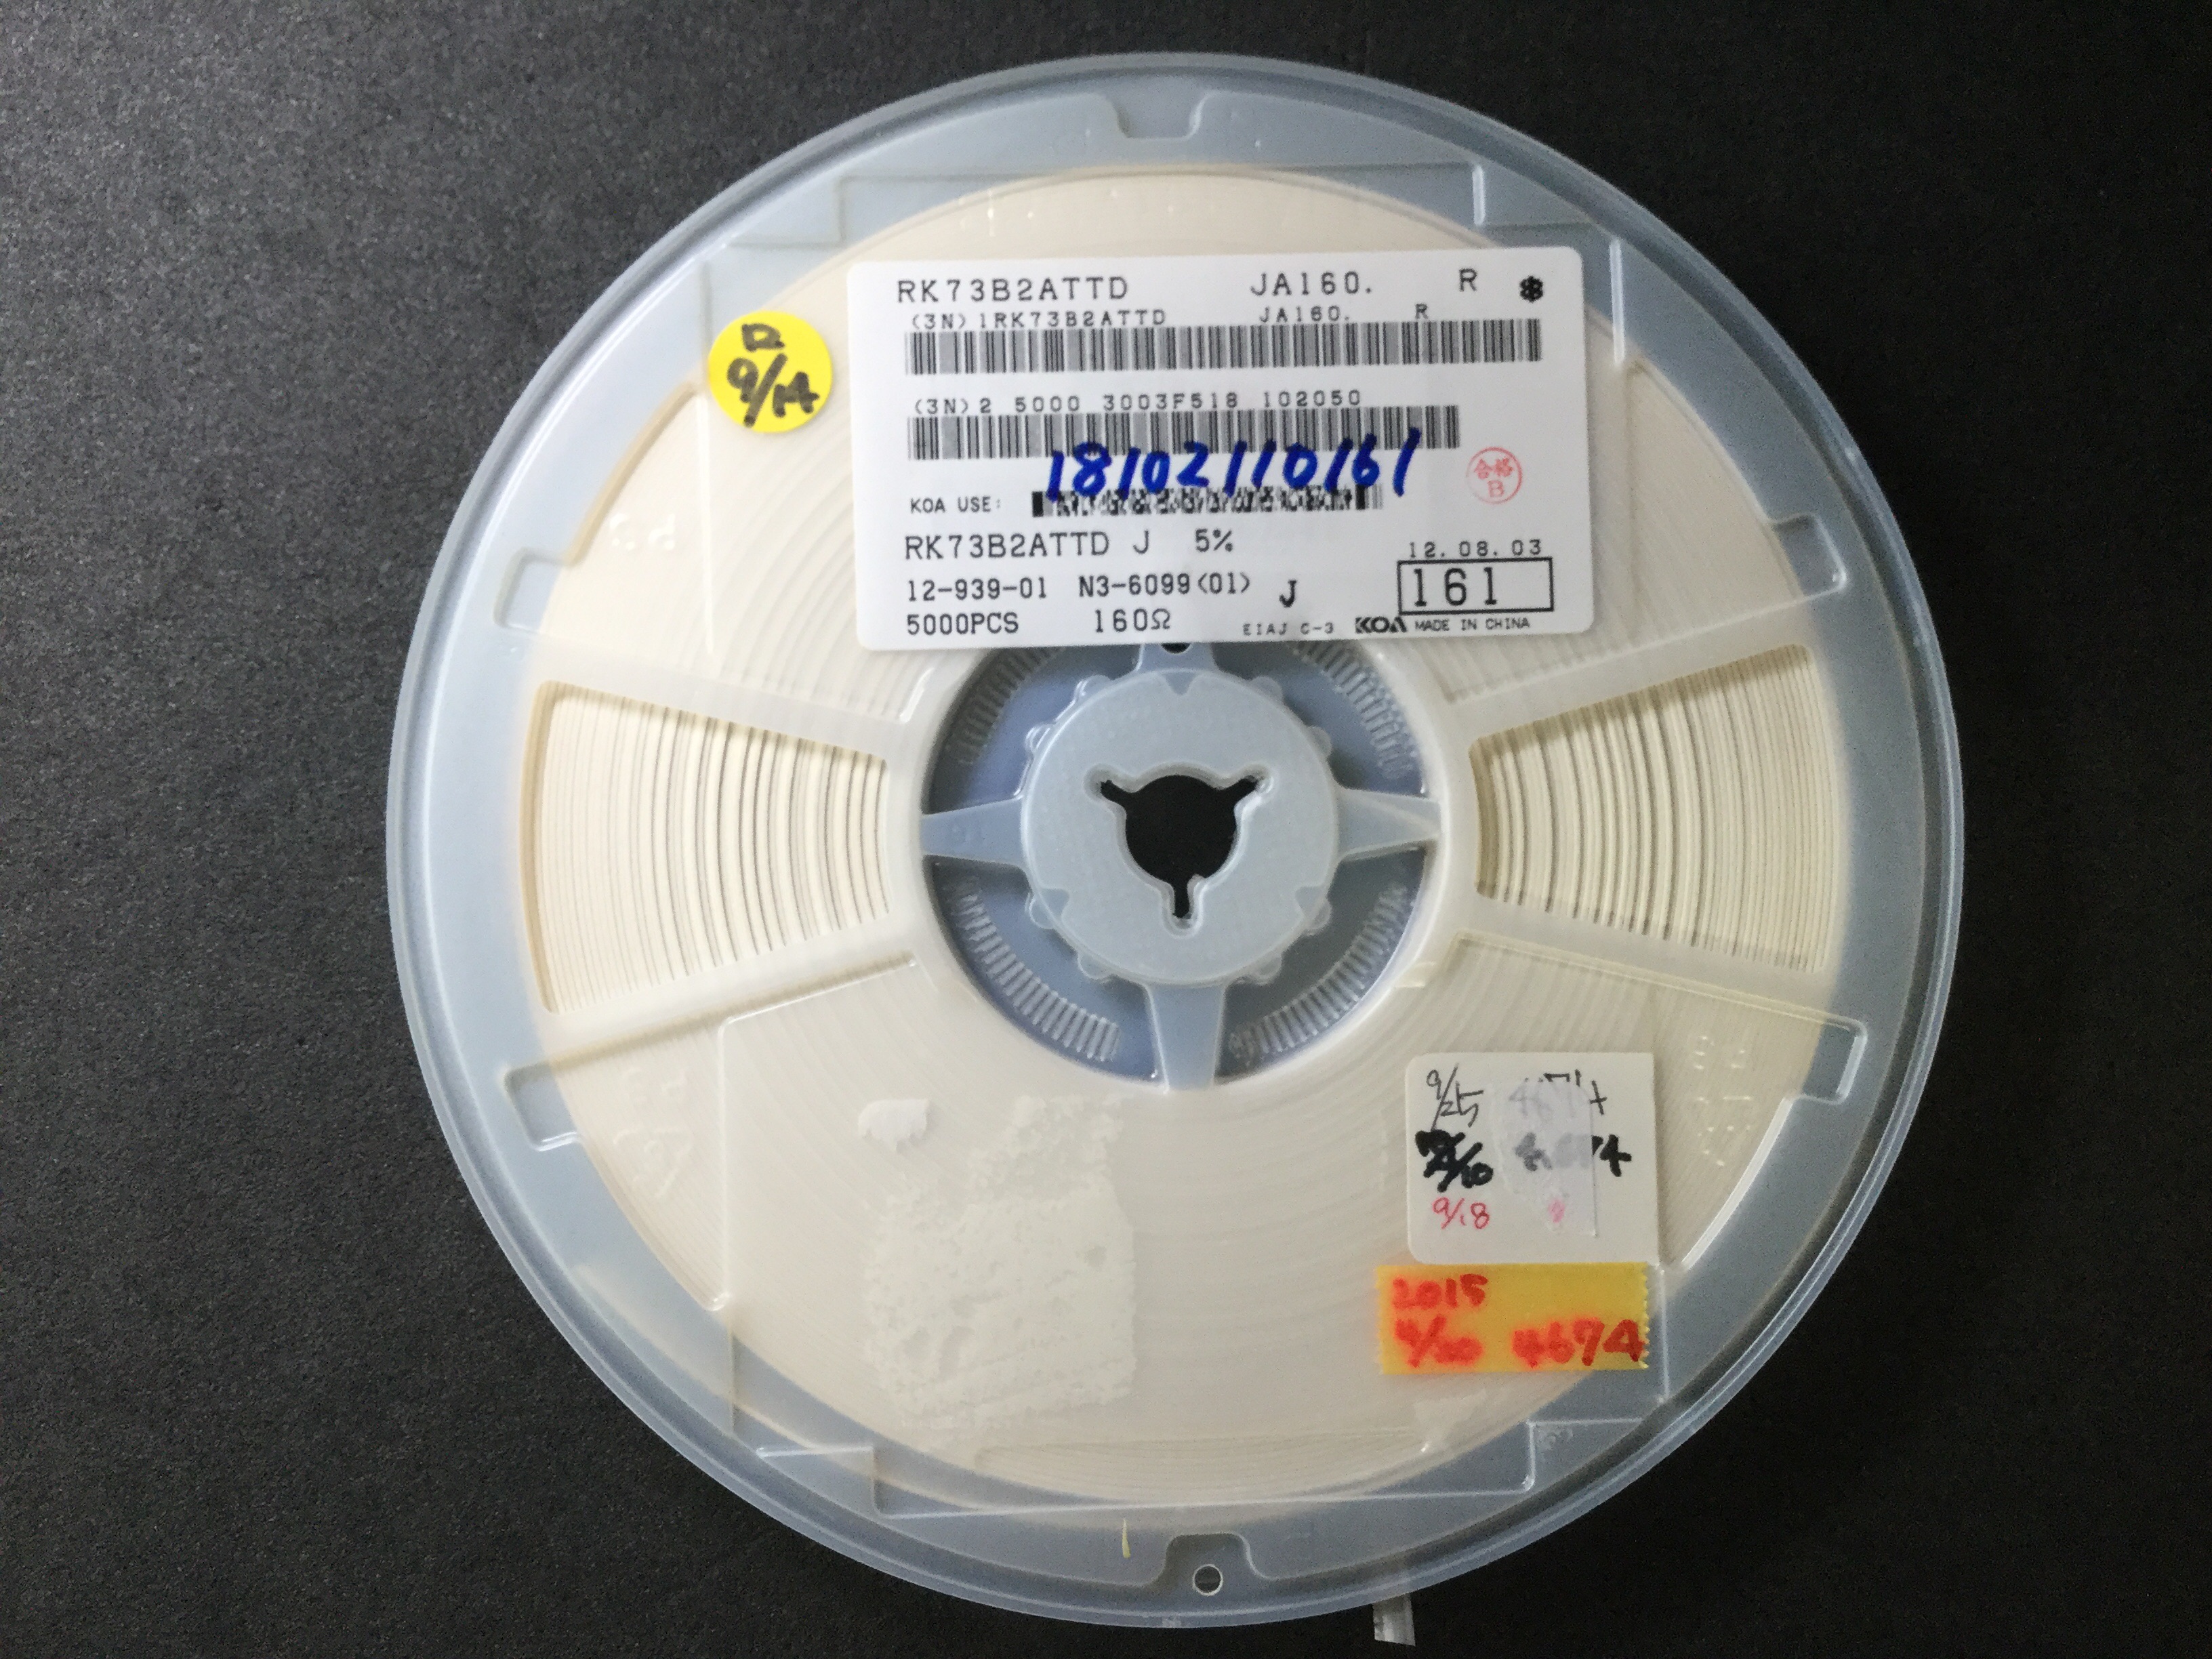 RK73B2ATTD JA160. R
(3N)1RK73B2ATTD JA160. R
(3N)2 5000 3003F518 102050
18102110161
KOA USE:
合格
B
RK73B2ATTD J 5%
12.08.03
12-939-01 N3-6099(01) J
161
5000PCS 160Ω
EIAJ C-3 KOA MADE IN CHINA
9/14
9/25
9/18
2015
4674